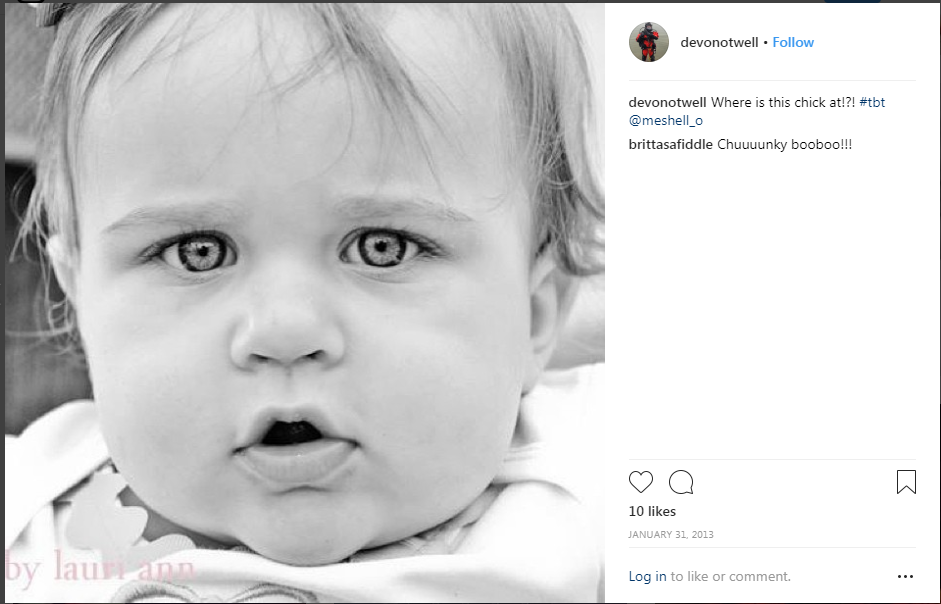 devonotwell • Follow
devonotwell Where is this chick at!?! #tbt
@meshell_o
brittasafiddle Chuuuunky booboo!!!
by lauri ann
10 likes
JANUARY 31, 2013
Log in to like or comment.